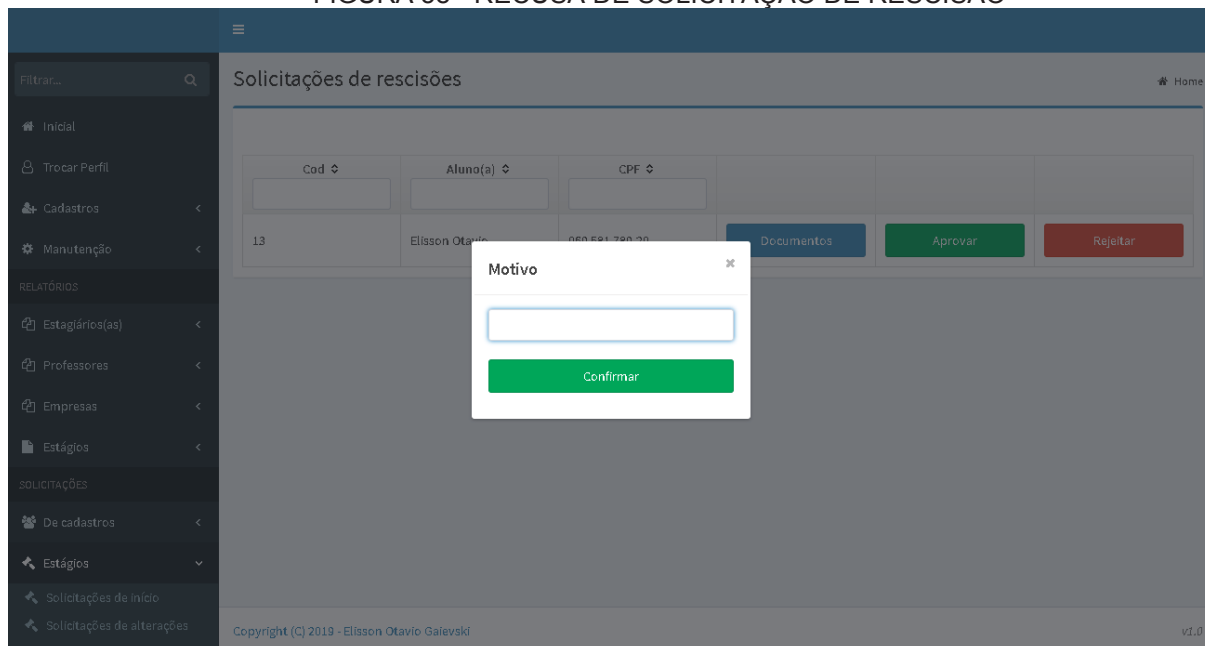 Filtrar...
Solicitações de rescisões
Home
Inicial
Trocar Perfil
Cadastros
Manutenção
RELATÓRIOS
Estagiários(as)
Professores
Empresas
Estágios
SOLICITAÇÕES
De cadastros
Estágios
Solicitações de início
Solicitações de alterações
Cod
Aluno(a)
CPF
13
Elisson Otavio
Documentos
Aprovar
Rejeitar
Motivo
Confirmar
Copyright (C) 2019 - Elisson Otavio Gaievski
v1.0